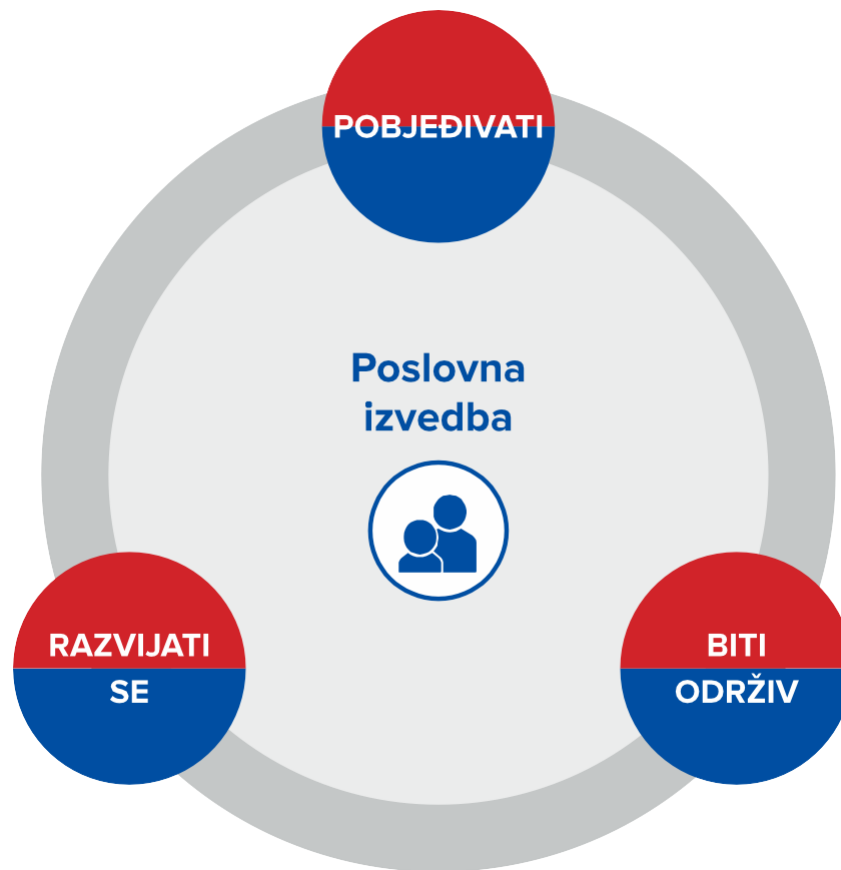 POBJEĐIVATI
Poslovna
izvedba
RAZVIJATI
SE
BITI
ODRŽIV